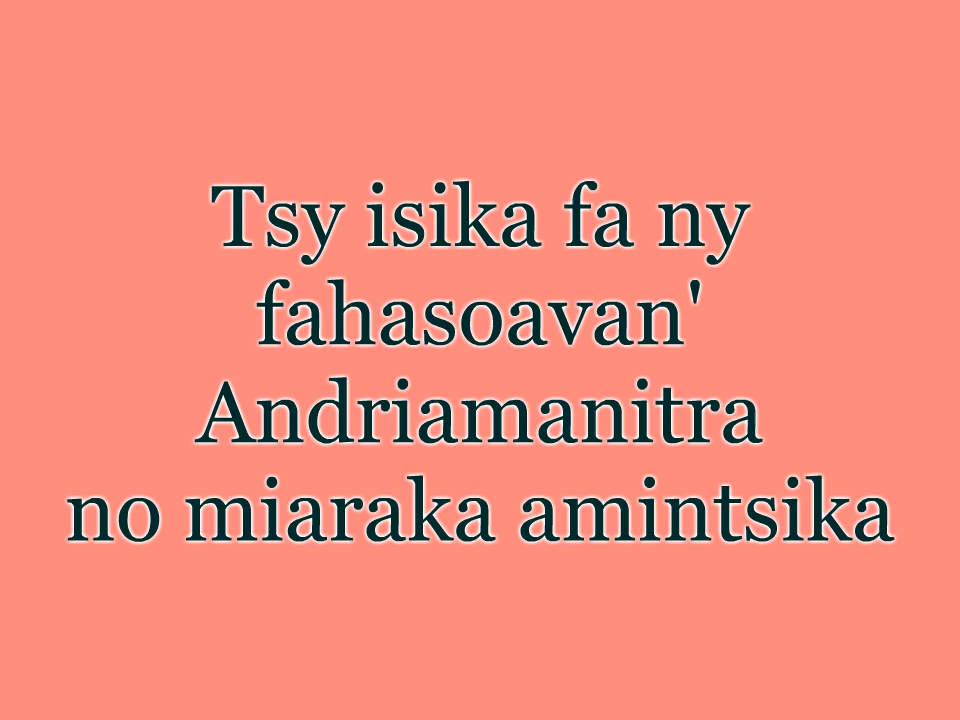 Tsy isika fa ny
fahasoavan'
Andriamanitra
no miaraka amintsika